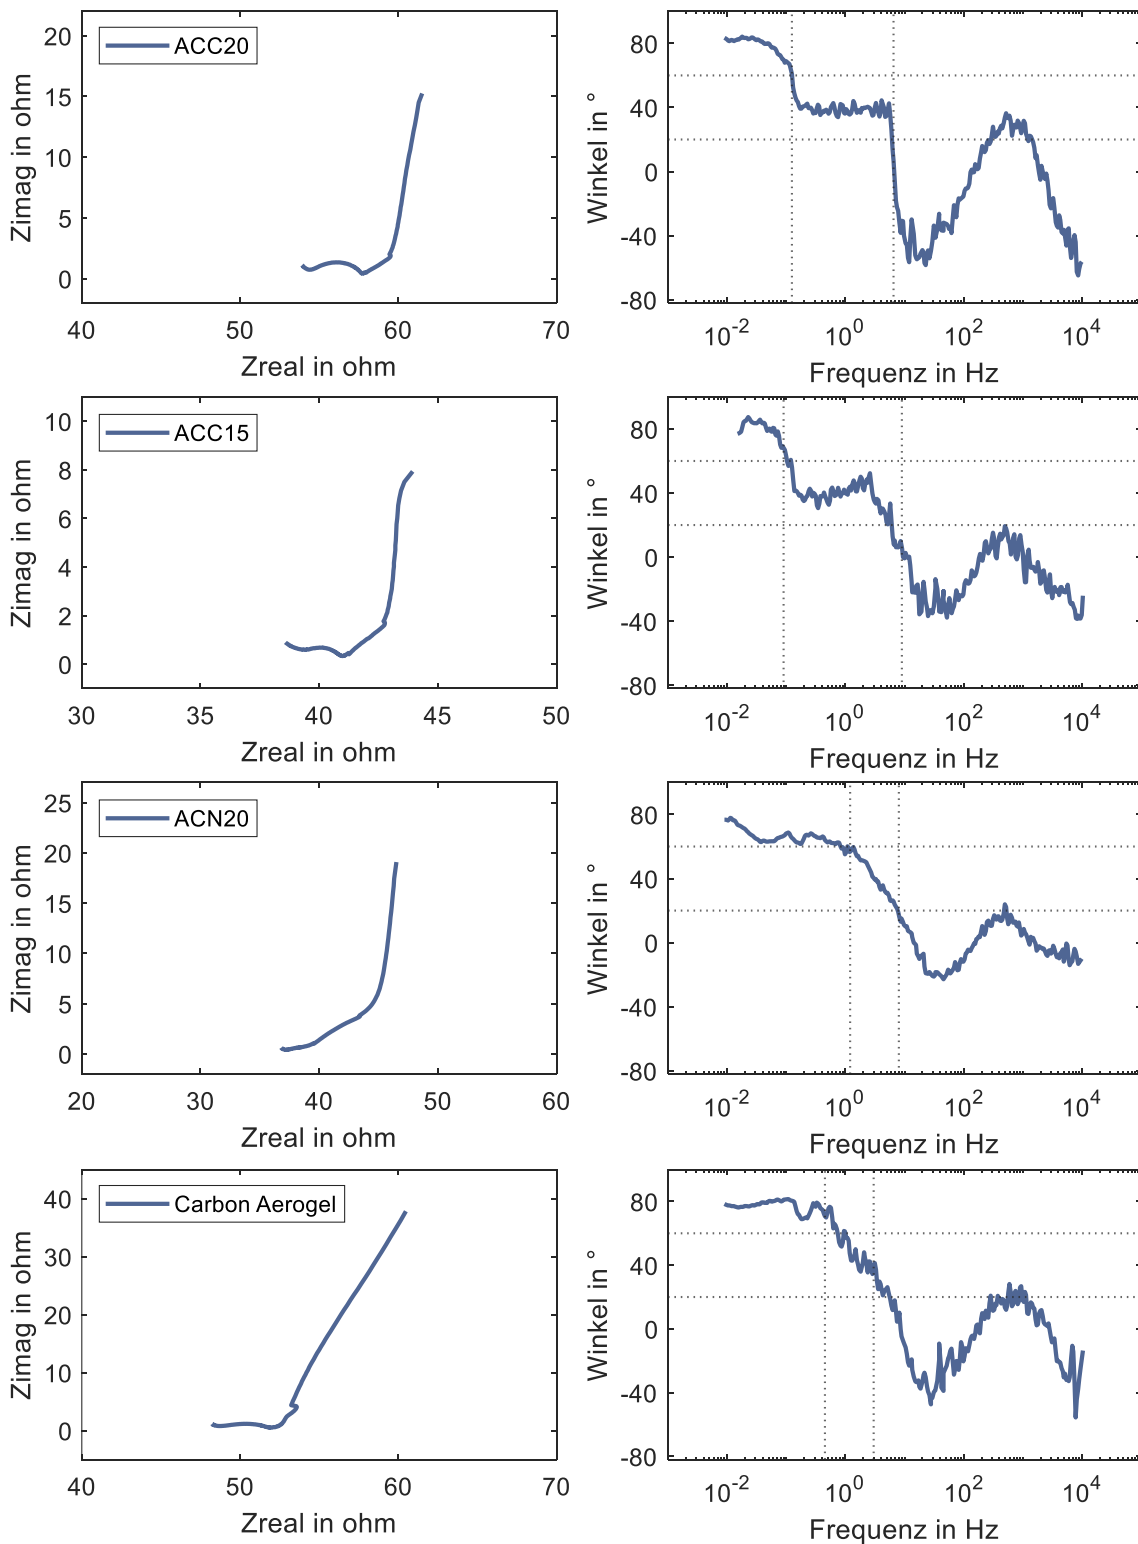 ACC20
20
15
10
5
0
Zimag in ohm
40 50 60 70
Zreal in ohm
80
40
0
-40
-80
Winkel in °
10^-2 10^0 10^2 10^4
Frequenz in Hz
ACC15
10
8
6
4
2
0
Zimag in ohm
30 35 40 45 50
Zreal in ohm
80
40
0
-40
-80
Winkel in °
10^-2 10^0 10^2 10^4
Frequenz in Hz
ACN20
25
20
15
10
5
0
Zimag in ohm
20 30 40 50 60
Zreal in ohm
80
40
0
-40
-80
Winkel in °
10^-2 10^0 10^2 10^4
Frequenz in Hz
Carbon Aerogel
40
30
20
10
0
Zimag in ohm
40 50 60 70
Zreal in ohm
80
40
0
-40
-80
Winkel in °
10^-2 10^0 10^2 10^4
Frequenz in Hz